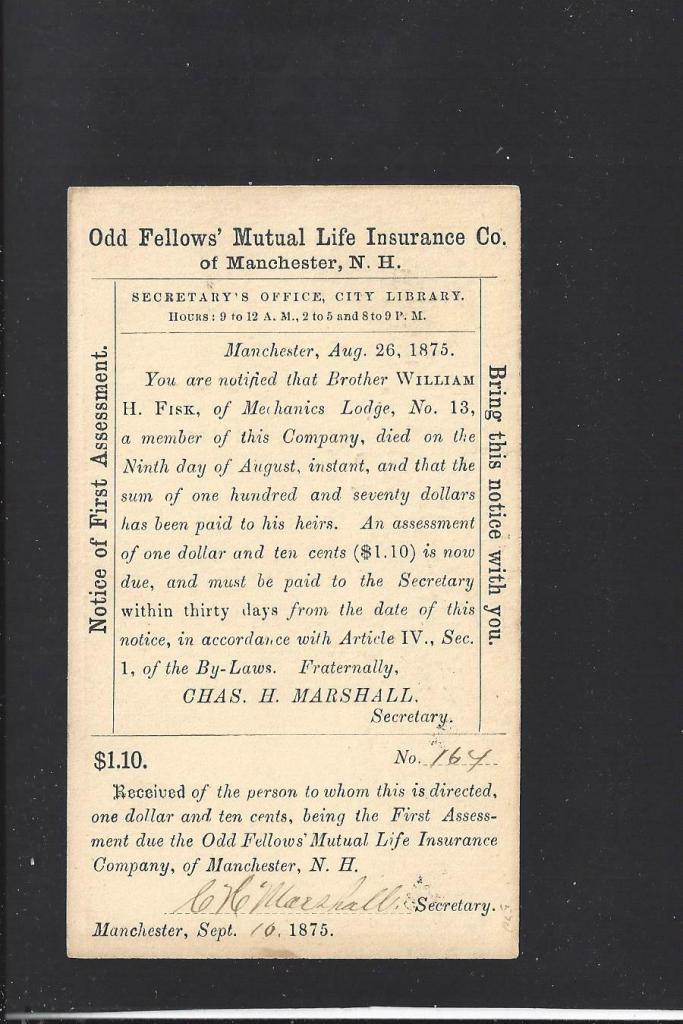 Odd Fellows' Mutual Life Insurance Co.
of Manchester, N. H.
Notice of First Assessment.
SECRETARY'S OFFICE, CITY LIBRARY.
HOURS: 9 to 12 A. M., 2 to 5 and 8 to 9 P. M.
Manchester, Aug. 26, 1875.
You are notified that Brother WILLIAM
H. FISK, of Mechanics Lodge, No. 13,
a member of this Company, died on the
Ninth day of August, instant, and that the
sum of one hundred and seventy dollars
has been paid to his heirs. An assessment
of one dollar and ten cents ($1.10) is now
due, and must be paid to the Secretary
within thirty days from the date of this
notice, in accordance with Article IV., Sec.
1, of the By-Laws. Fraternally,
CHAS. H. MARSHALL,
Secretary.
Bring this notice with you.
$1.10. No. 164
Received of the person to whom this is directed,
one dollar and ten cents, being the First Assess-
ment due the Odd Fellows' Mutual Life Insurance
Company, of Manchester, N. H.
C H Marshall. Secretary.
Manchester, Sept. 10, 1875.